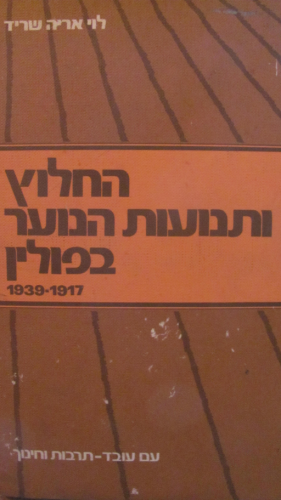 לוי אריה שריד
החלוץ
ותנועות הנוער
בפולין
1939-1917
עם עובד-תרבות וחינוך